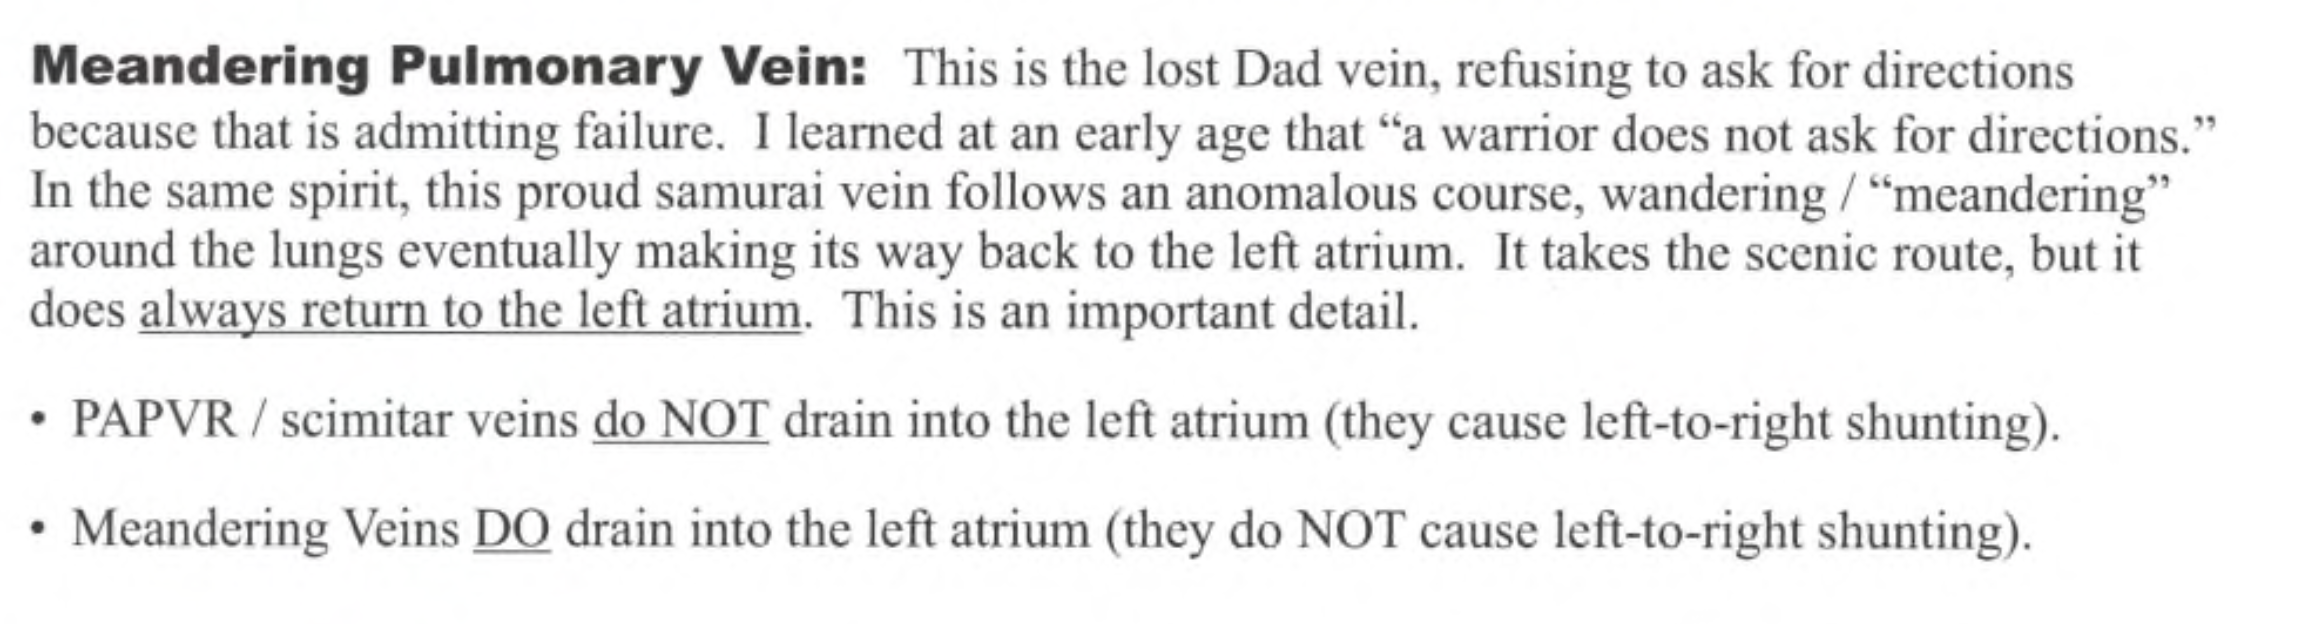 Meandering Pulmonary Vein: This is the lost Dad vein, refusing to ask for directions
because that is admitting failure. I learned at an early age that “a warrior does not ask for directions.”
In the same spirit, this proud samurai vein follows an anomalous course, wandering / “meandering”
around the lungs eventually making its way back to the left atrium. It takes the scenic route, but it
does always return to the left atrium. This is an important detail.
• PAPVR / scimitar veins do NOT drain into the left atrium (they cause left-to-right shunting).
• Meandering Veins DO drain into the left atrium (they do NOT cause left-to-right shunting).